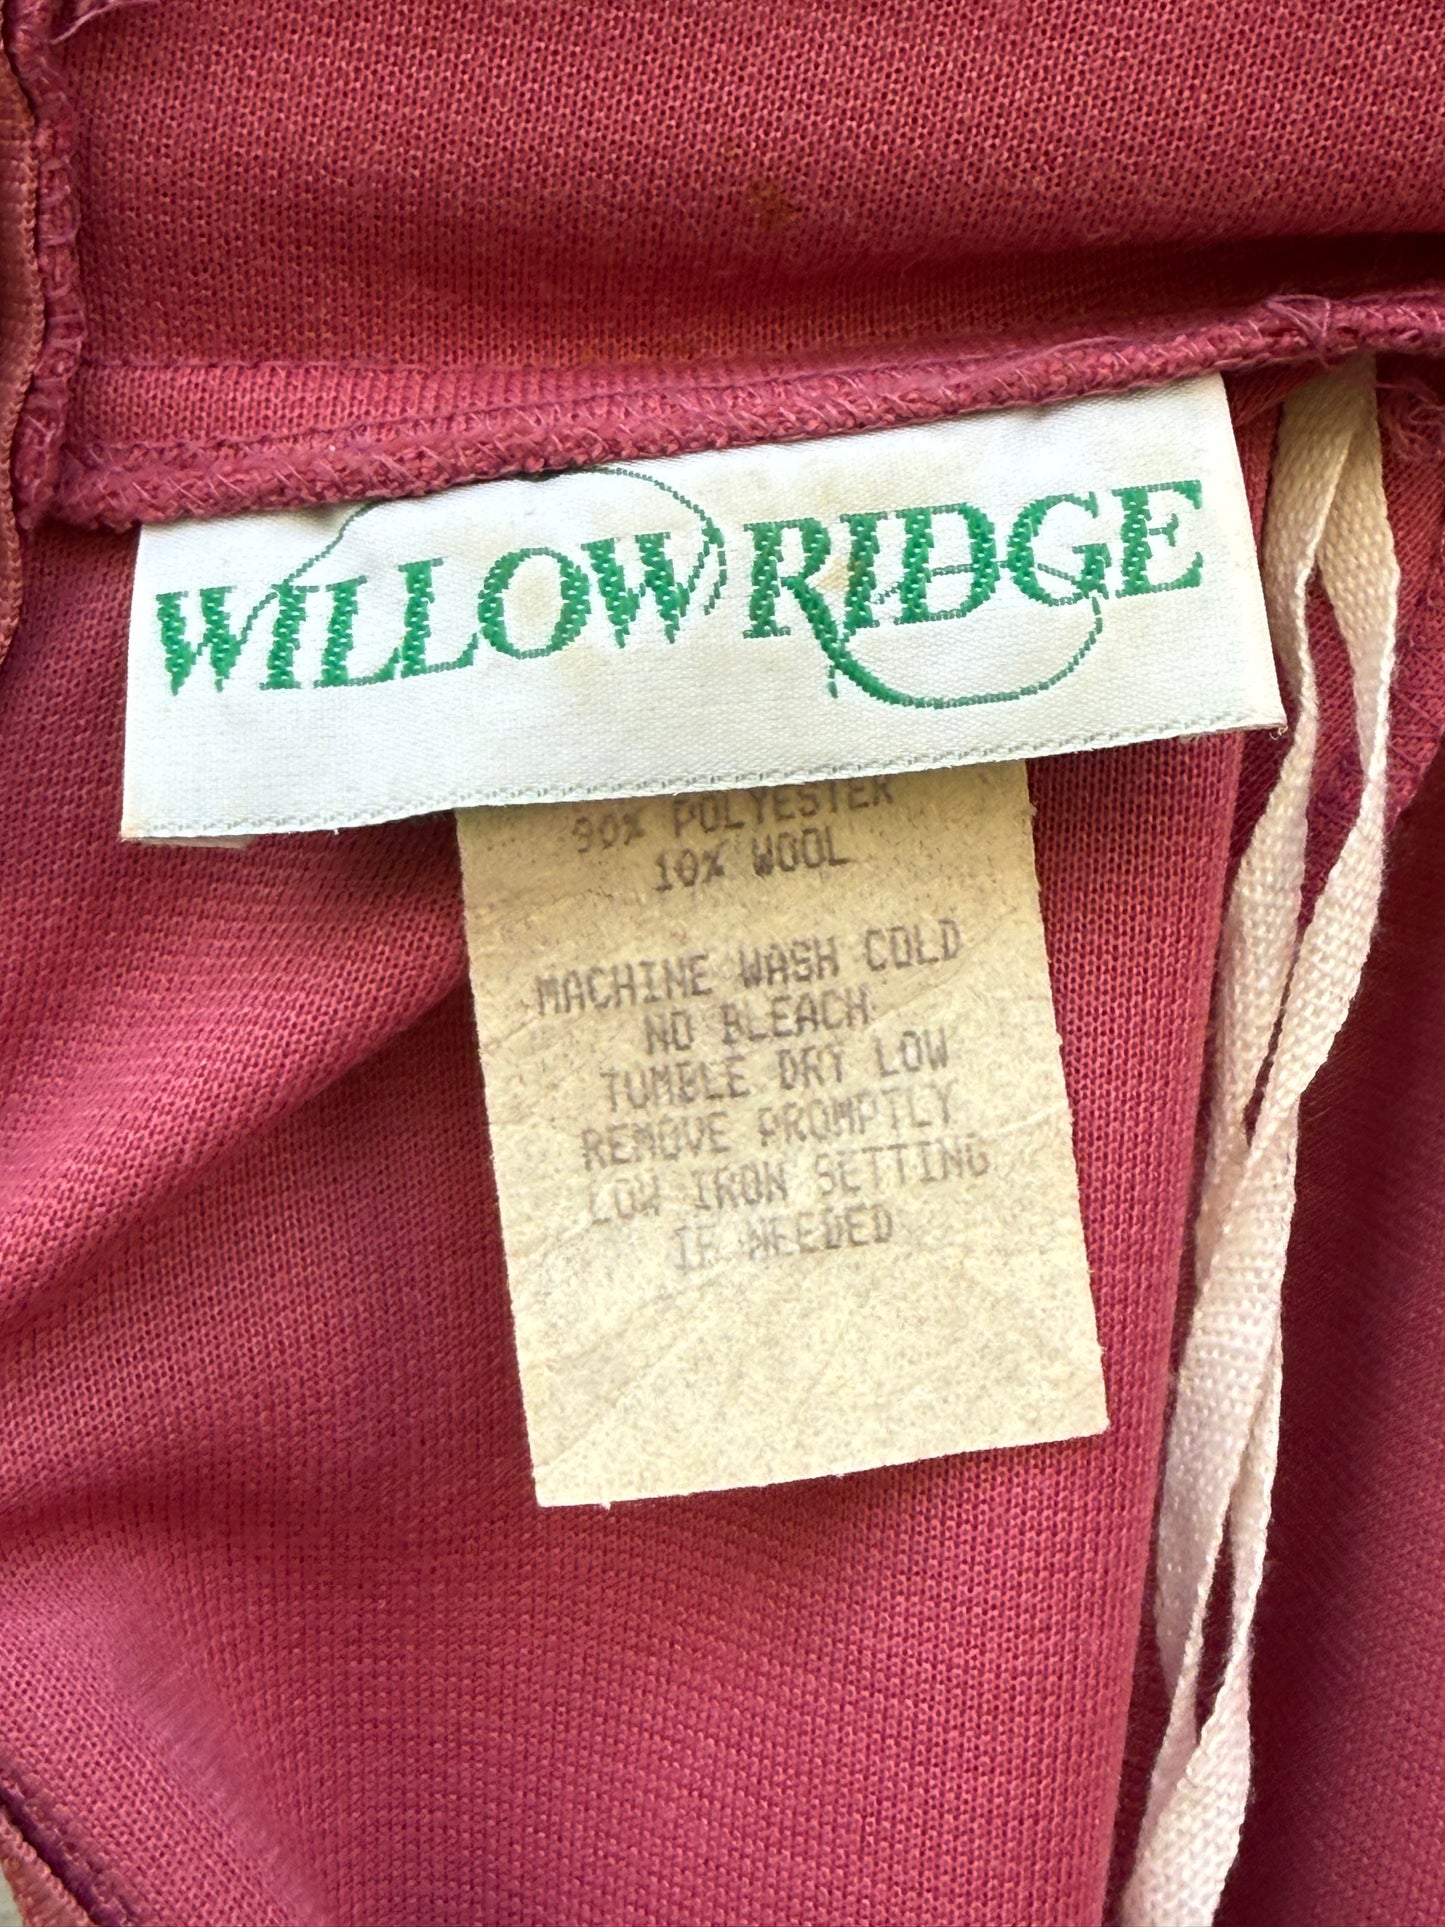 WILLOW RIDGE
90% POLYESTER
10% WOOL
MACHINE WASH COLD
NO BLEACH
TUMBLE DRY LOW
REMOVE PROMPTLY
LOW IRON SETTING
IF NEEDED